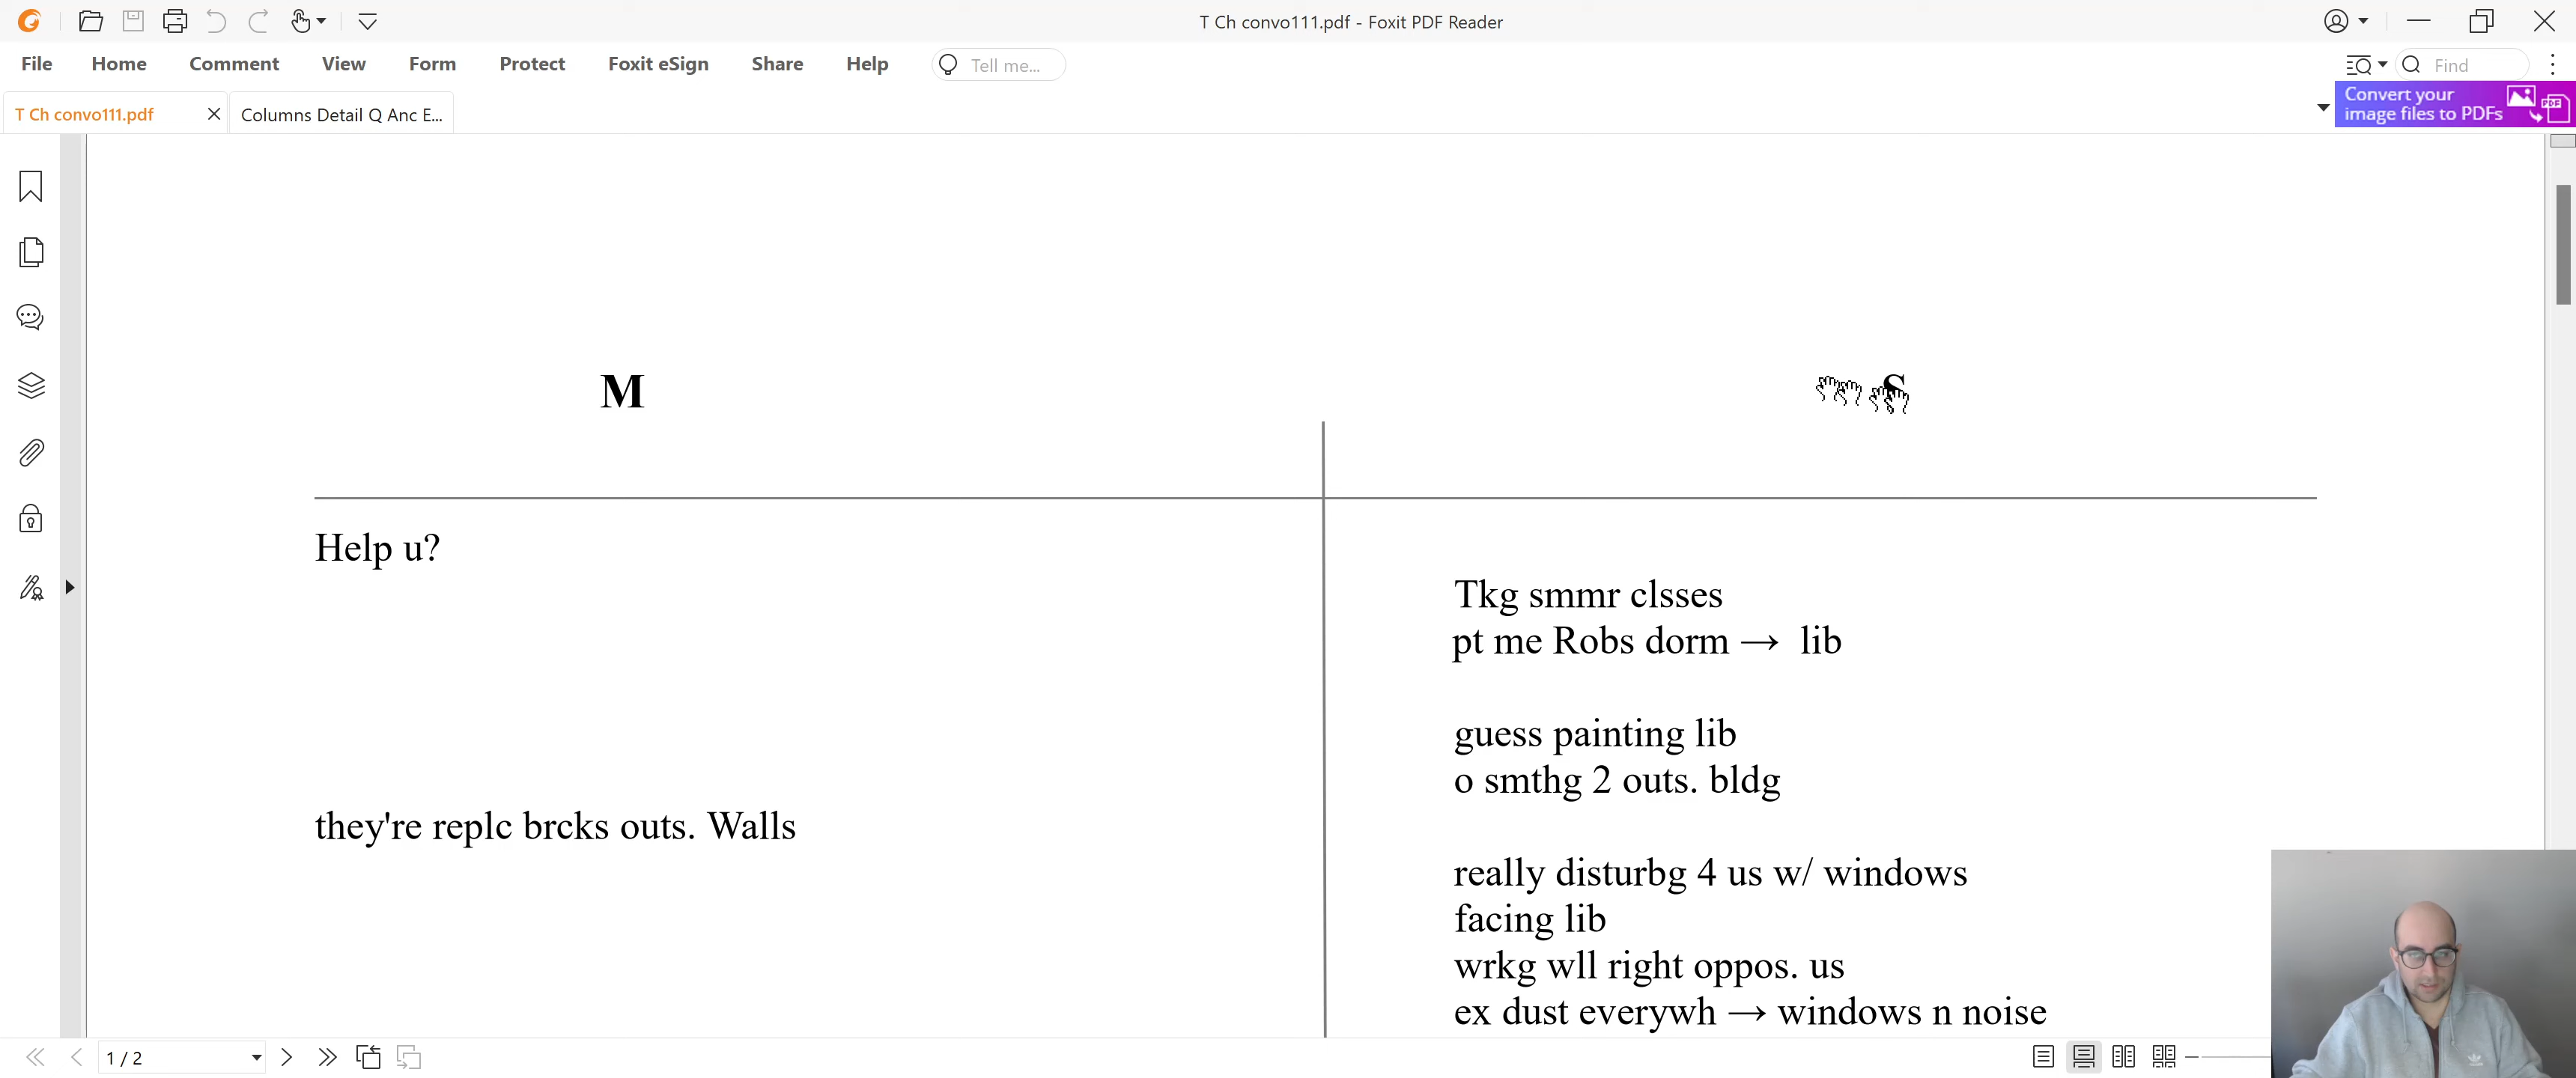 T Ch convo111.pdf - Foxit PDF Reader
File Home Comment View Form Protect Foxit eSign Share Help Tell me... Find
T Ch convo111.pdf Columns Detail Q Anc E...
Convert your
image files to PDFs
PDF
M S
Help u?
Tkg smmr clsses
pt me Robs dorm → lib
guess painting lib
o smthg 2 outs. bldg
they're replc brcks outs. Walls
really disturbg 4 us w/ windows
facing lib
wrkg wll right oppos. us
ex dust everywh → windows n noise
1 / 2